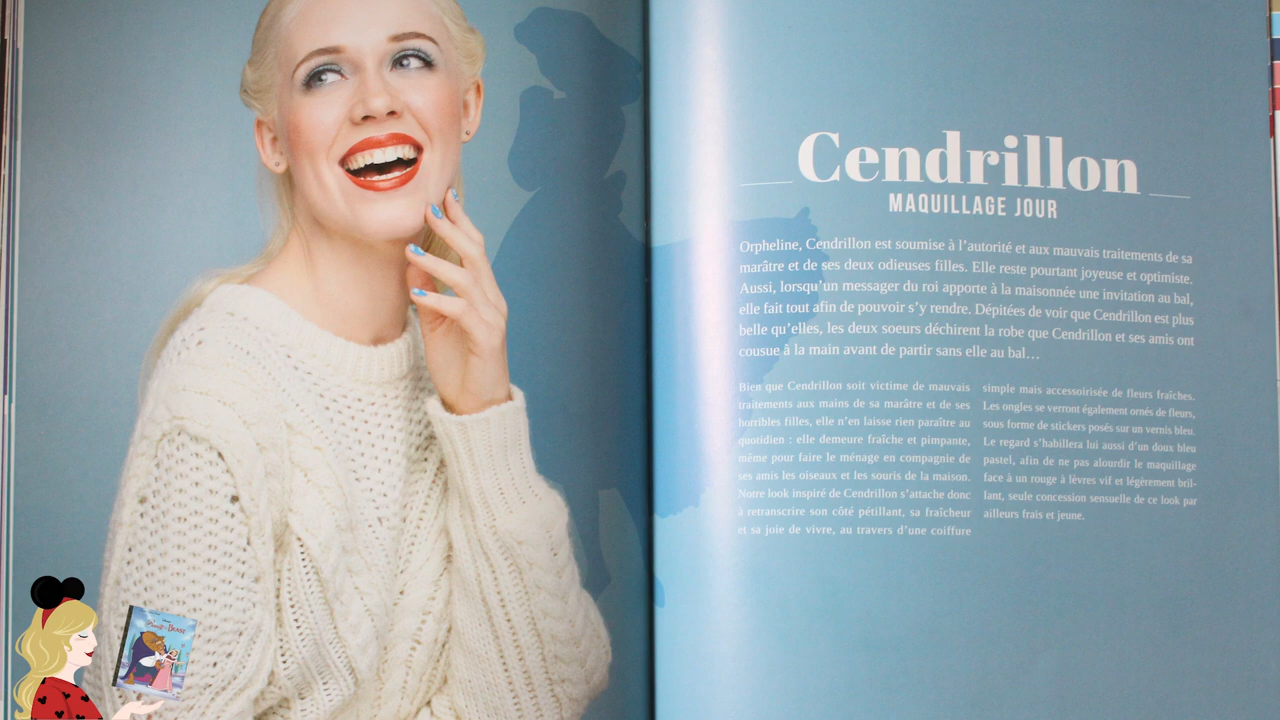 Cendrillon
MAQUILLAGE JOUR
Orpheline, Cendrillon est soumise à l'autorité et aux mauvais traitements de sa
marâtre et de ses deux odieuses filles. Elle reste pourtant joyeuse et optimiste.
Aussi, lorsqu'un messager du roi apporte à la maisonnée une invitation au bal,
elle fait tout afin de pouvoir s'y rendre. Dépitées de voir que Cendrillon est plus
belle qu'elles, les deux soeurs déchirent la robe que Cendrillon et ses amis ont
cousue à la main avant de partir sans elle au bal…
Bien que Cendrillon soit victime de mauvais
traitements aux mains de sa marâtre et de ses
horribles filles, elle n'en laisse rien paraître au
quotidien : elle demeure fraîche et pimpante,
même pour faire le ménage en compagnie de
ses amis les oiseaux et les souris de la maison.
Notre look inspiré de Cendrillon s'attache donc
à retranscrire son côté pétillant, sa fraîcheur
et sa joie de vivre, au travers d'une coiffure
simple mais accessoirisée de fleurs fraîches.
Les ongles se verront également ornés de fleurs,
sous forme de stickers posés sur un vernis bleu.
Le regard s'habillera lui aussi d'un doux bleu
pastel, afin de ne pas alourdir le maquillage
face à un rouge à lèvres vif et légèrement bril-
lant, seule concession sensuelle de ce look par
ailleurs frais et jeune.